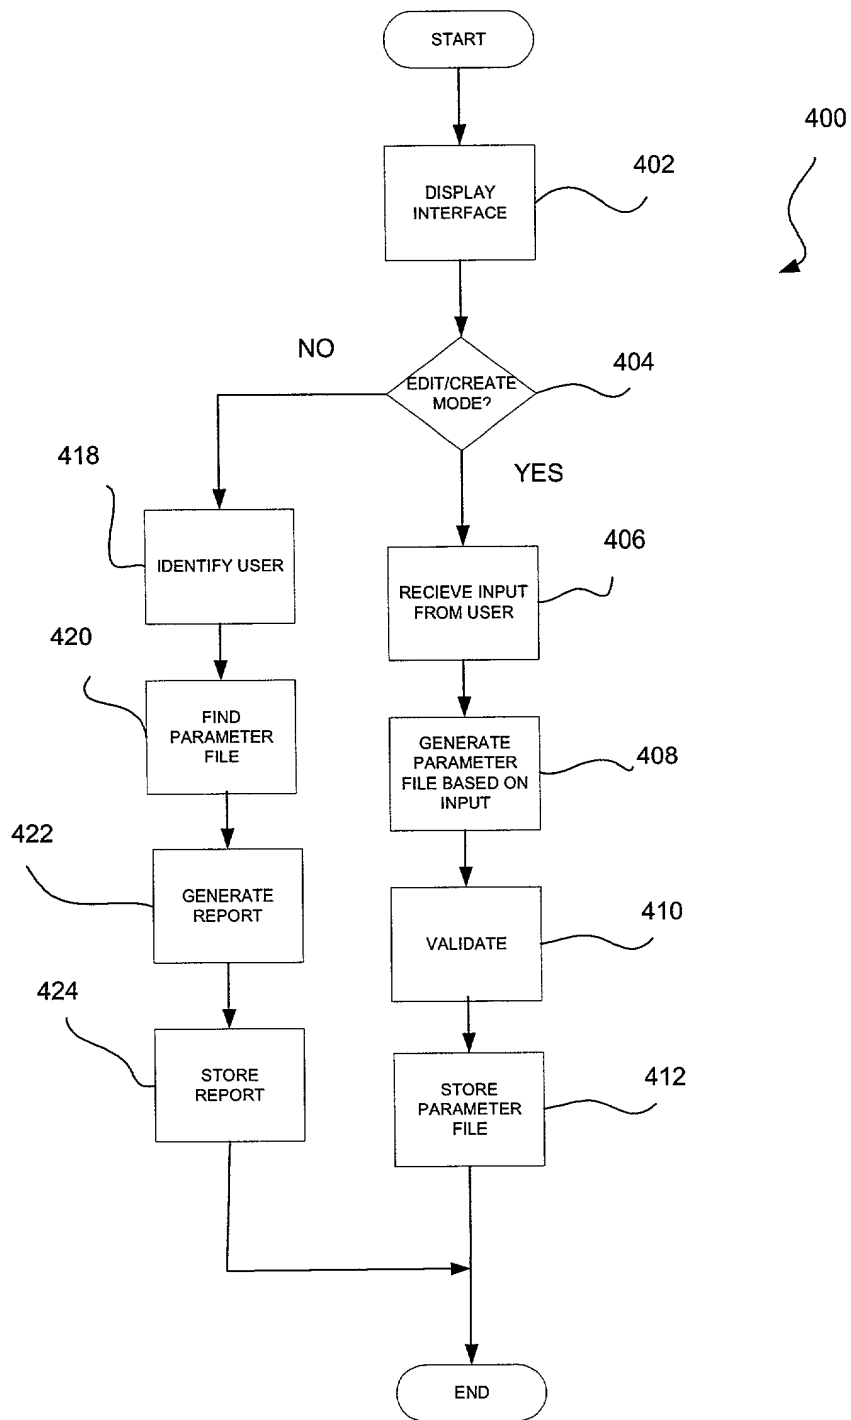 START
400
402
DISPLAY
INTERFACE
NO
404
EDIT/CREATE
MODE?
YES
418
IDENTIFY USER
406
RECIEVE INPUT
FROM USER
420
FIND
PARAMETER
FILE
GENERATE
PARAMETER
FILE BASED ON
INPUT
408
422
GENERATE
REPORT
VALIDATE
410
424
STORE
REPORT
STORE
PARAMETER
FILE
412
END